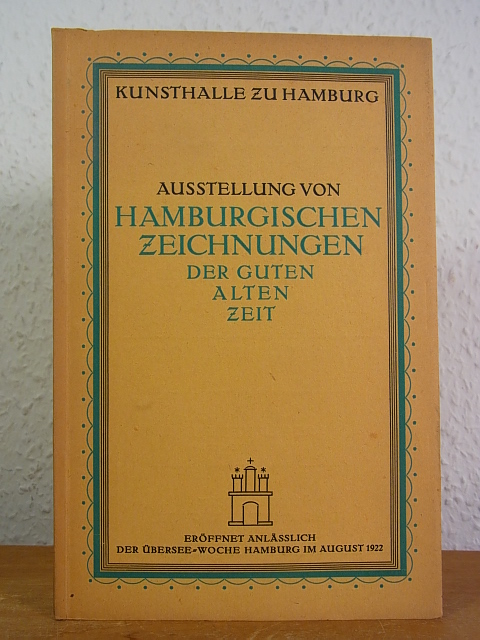 KUNSTHALLE ZU HAMBURG
AUSSTELLUNG VON
HAMBURGISCHEN
ZEICHNUNGEN
DER GUTEN
ALTEN
ZEIT
ERÖFFNET ANLÄSSLICH
DER ÜBERSEE-WOCHE HAMBURG IM AUGUST 1922